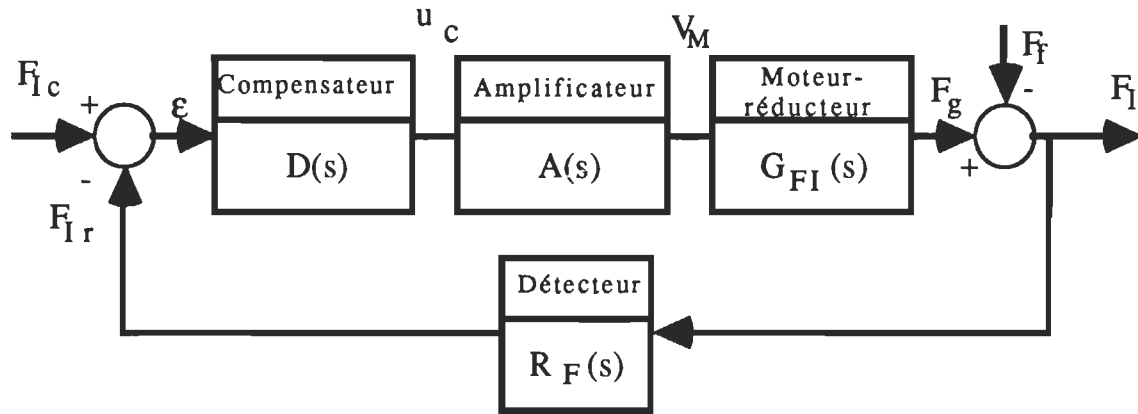 u c
V M
F I c
+
ε
Compensateur
D(s)
Amplificateur
A(s)
Moteur-
réducteur
G FI (s)
F g
F f
-
+
F I
-
F I r
Détecteur
R F (s)